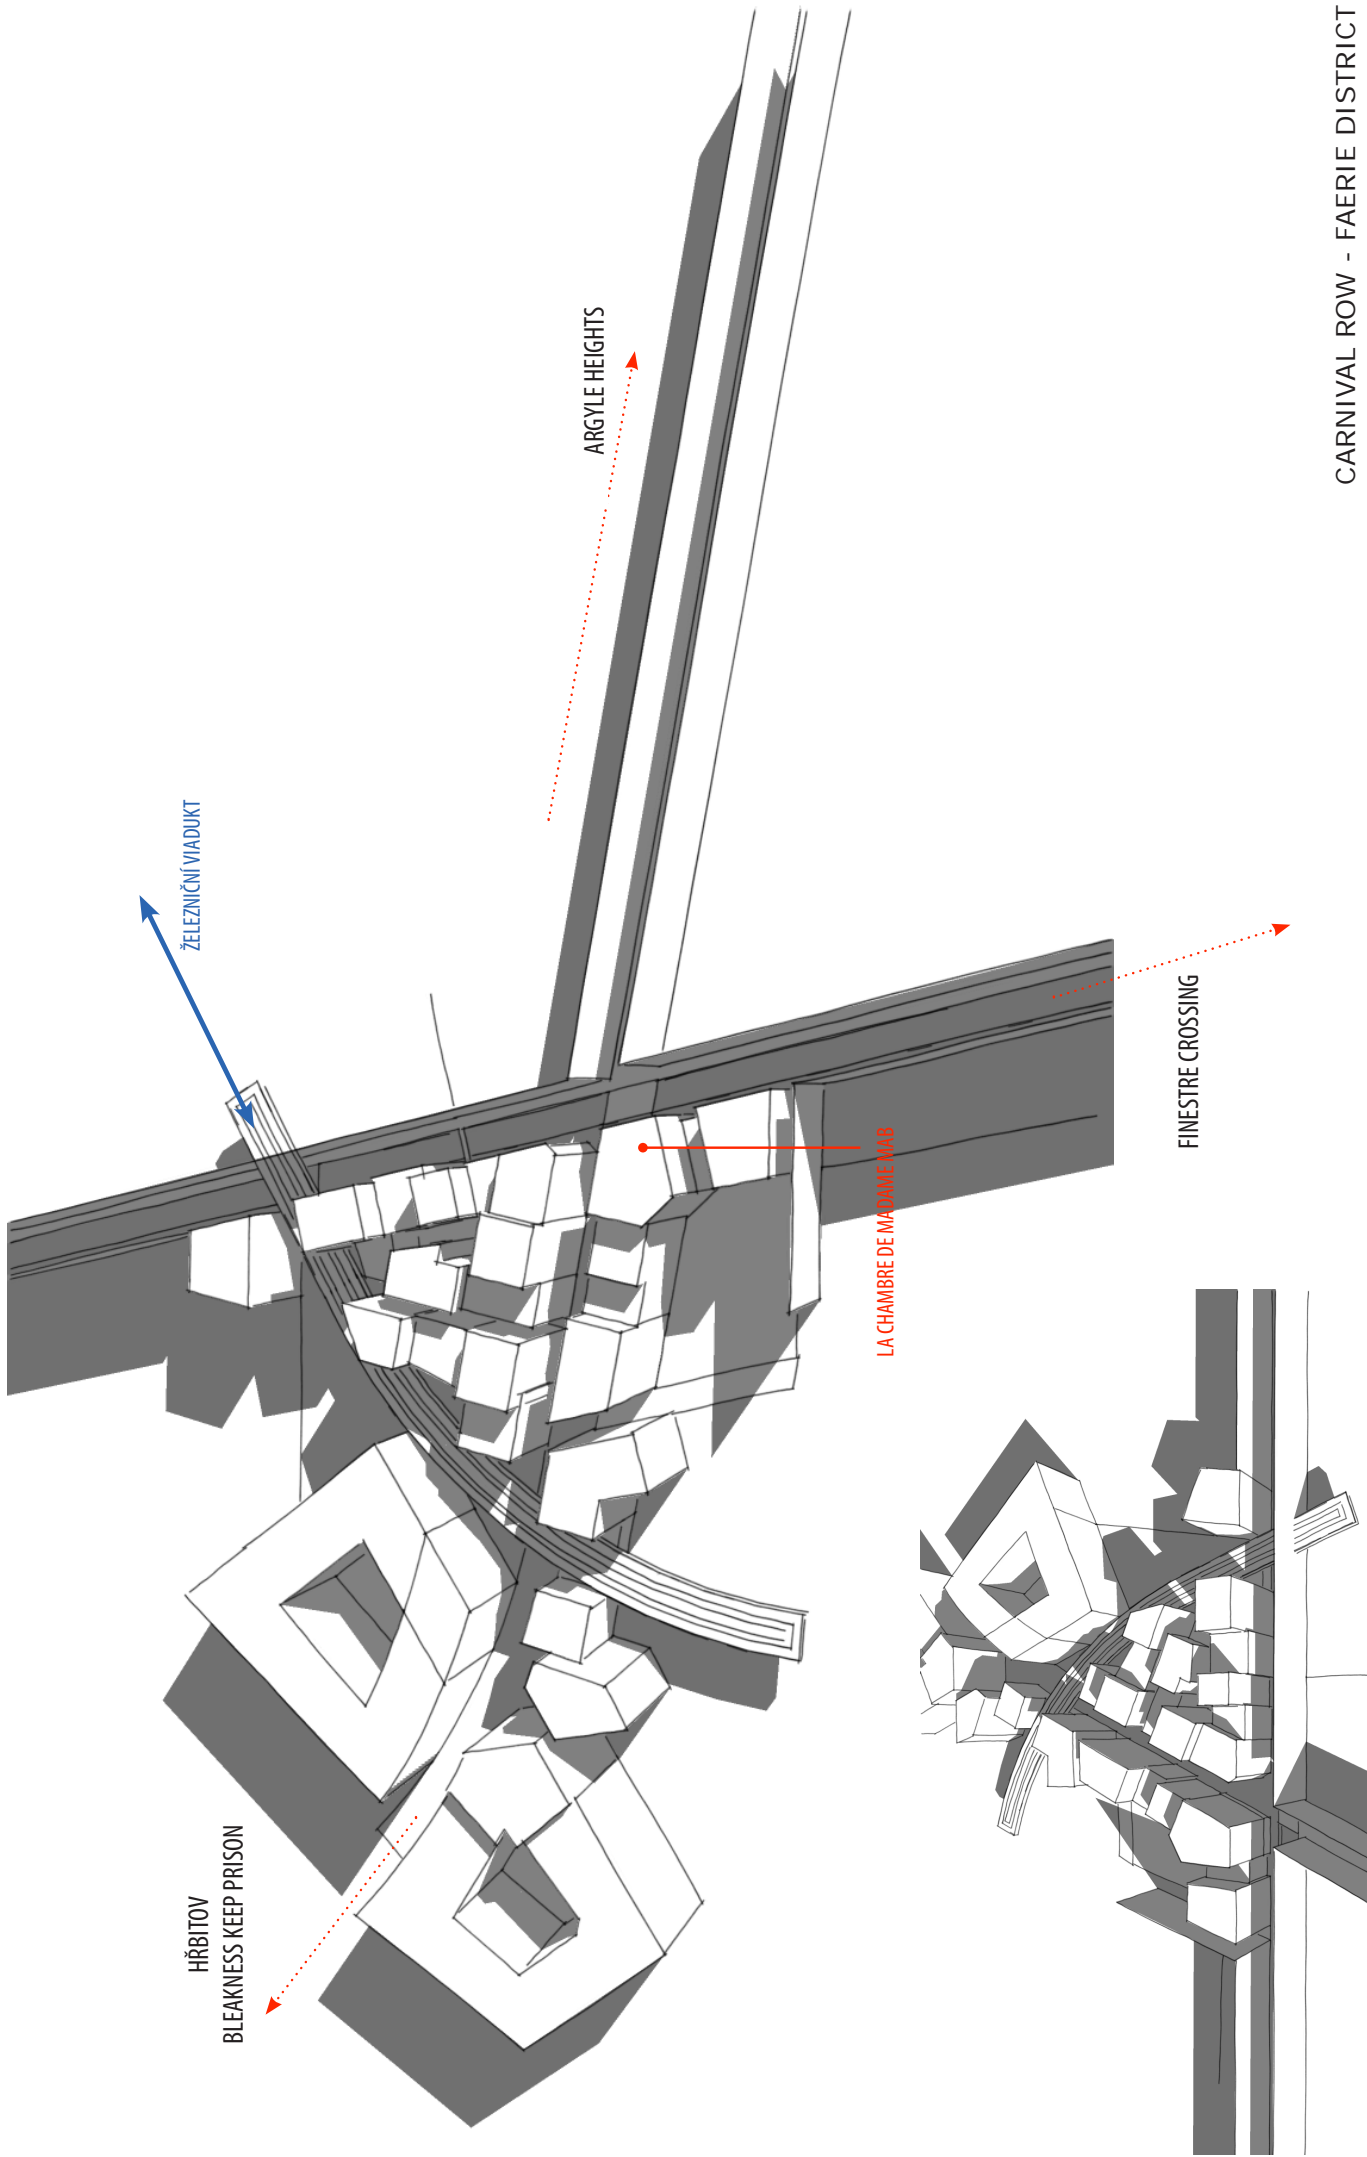 CARNIVAL ROW - FAERIE DISTRICT
ARGYLE HEIGHTS
ŽELEZNIČNÍ VIADUKT
FINESTRE CROSSING
LA CHAMBRE DE MADAME MAB
HŘBITOV
BLEAKNESS KEEP PRISON